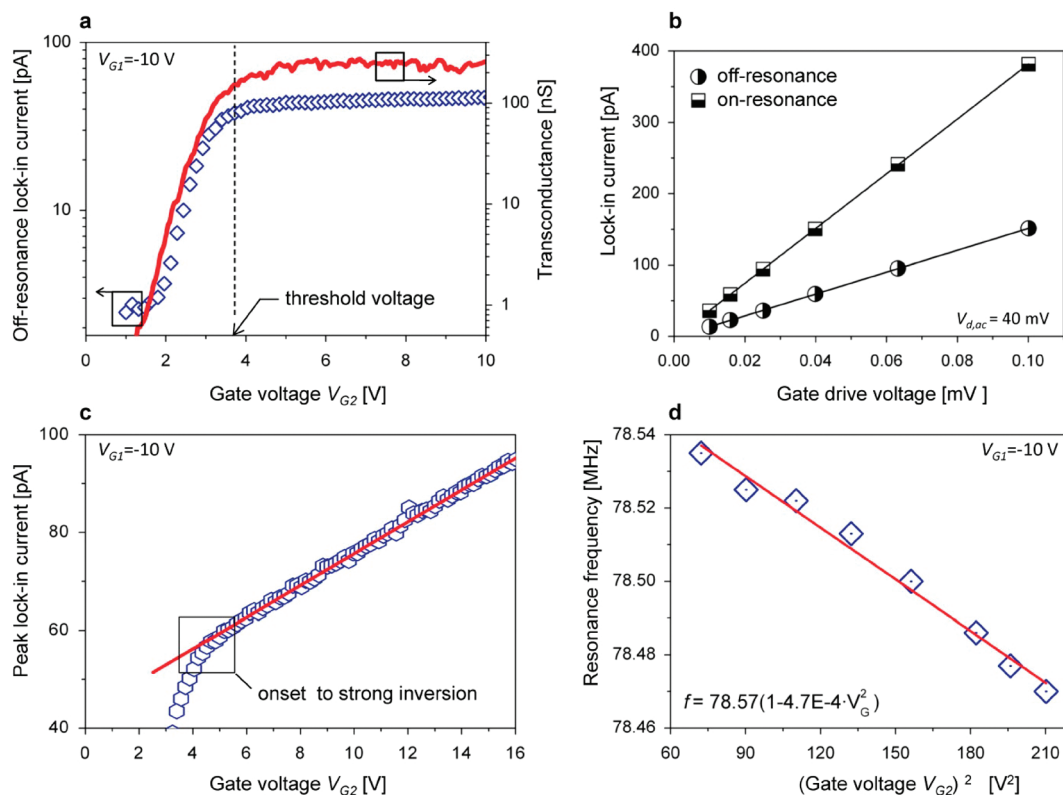 a
V_G1=-10 V
Off-resonance lock-in current [pA]
100
10
Transconductance [nS]
100
10
1
threshold voltage
0 2 4 6 8 10
Gate voltage V_G2 [V]
b
Lock-in current [pA]
400
300
200
100
0
off-resonance
on-resonance
V_d,ac = 40 mV
0.00 0.02 0.04 0.06 0.08 0.10
Gate drive voltage [mV ]
c
V_G1=-10 V
Peak lock-in current [pA]
100
80
60
40
onset to strong inversion
0 2 4 6 8 10 12 14 16
Gate voltage V_G2 [V]
d
V_G1=-10 V
Resonance frequency [MHz]
78.54
78.52
78.50
78.48
78.46
f = 78.57(1-4.7E-4·V_G^2)
60 90 120 150 180 210
(Gate voltage V_G2) ² [V²]